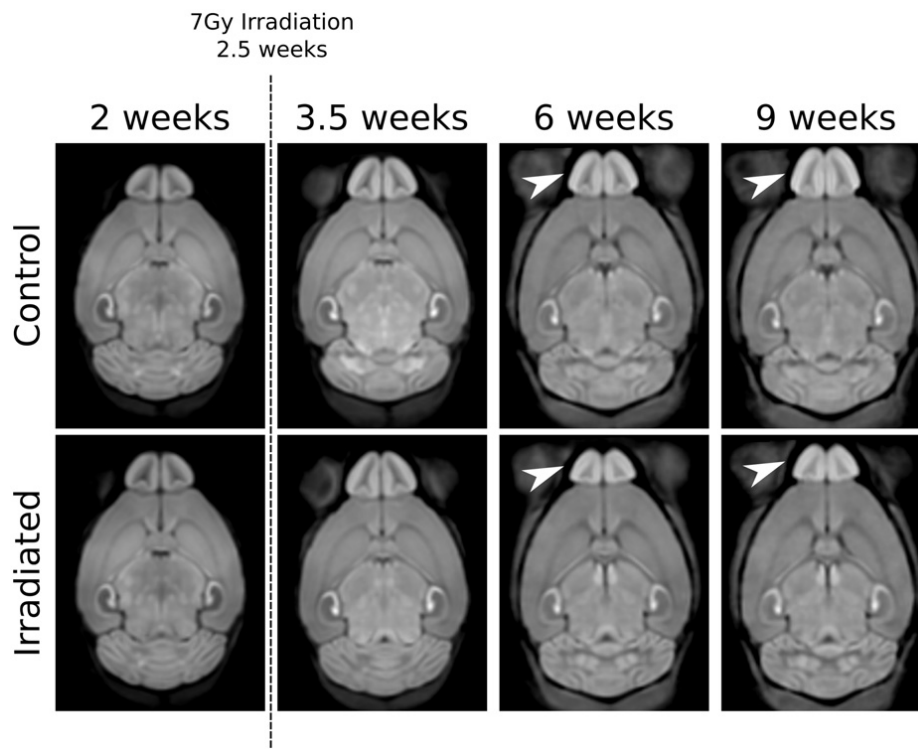 7Gy Irradiation
2.5 weeks
2 weeks
3.5 weeks
6 weeks
9 weeks
Control
Irradiated